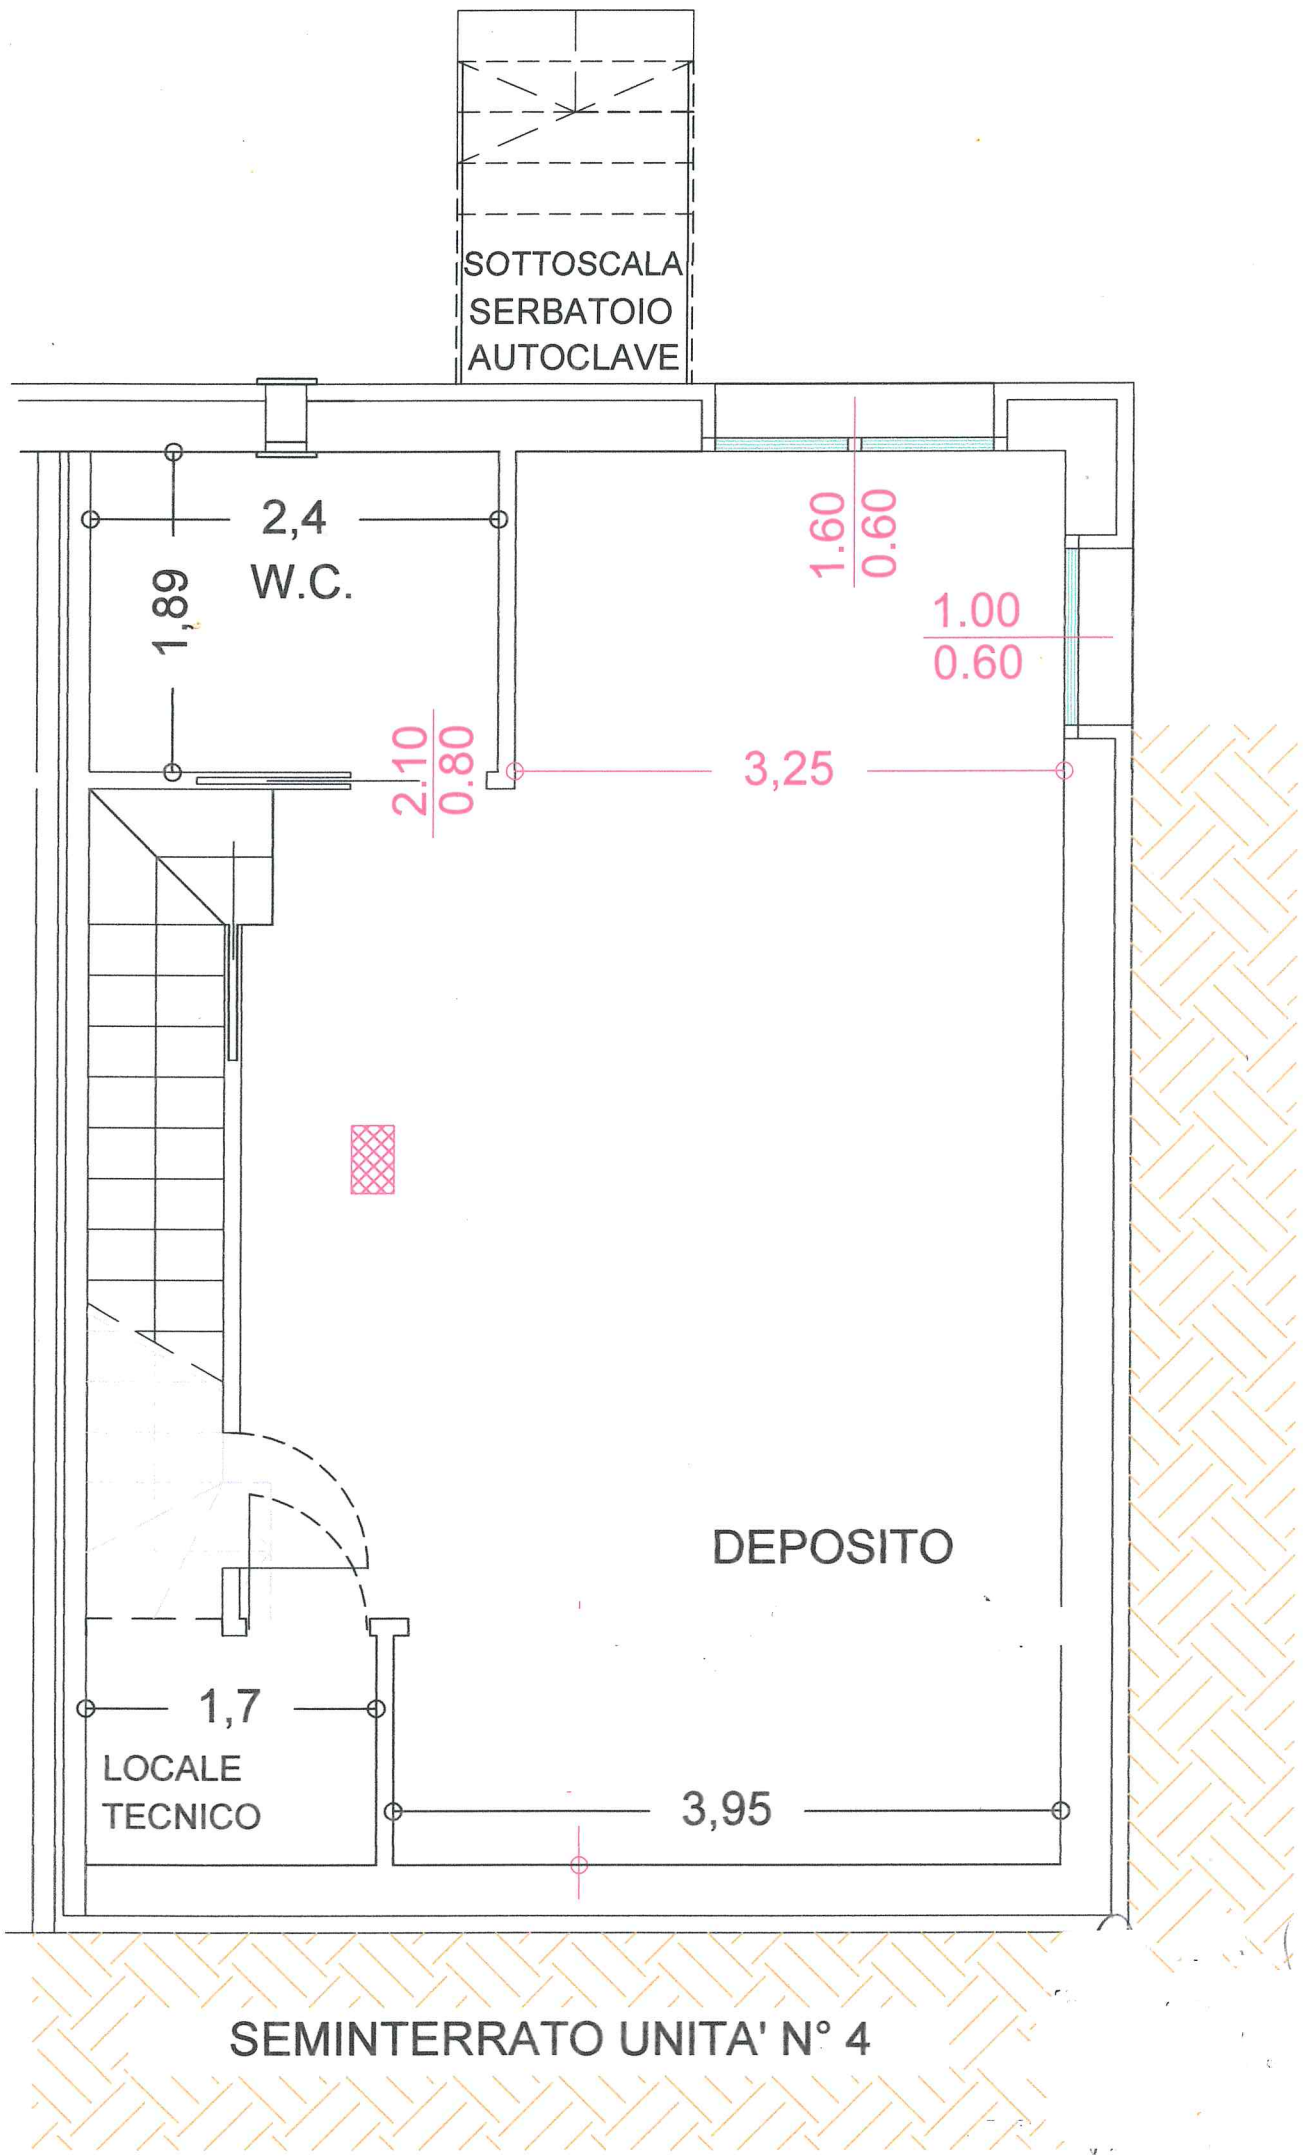 SOTTOSCALA
SERBATOIO
AUTOCLAVE
2,4
W.C.
1,89
1.60
0.60
1.00
0.60
2.10
0.80
3,25
DEPOSITO
1,7
LOCALE
TECNICO
3,95
SEMINTERRATO UNITA' N° 4